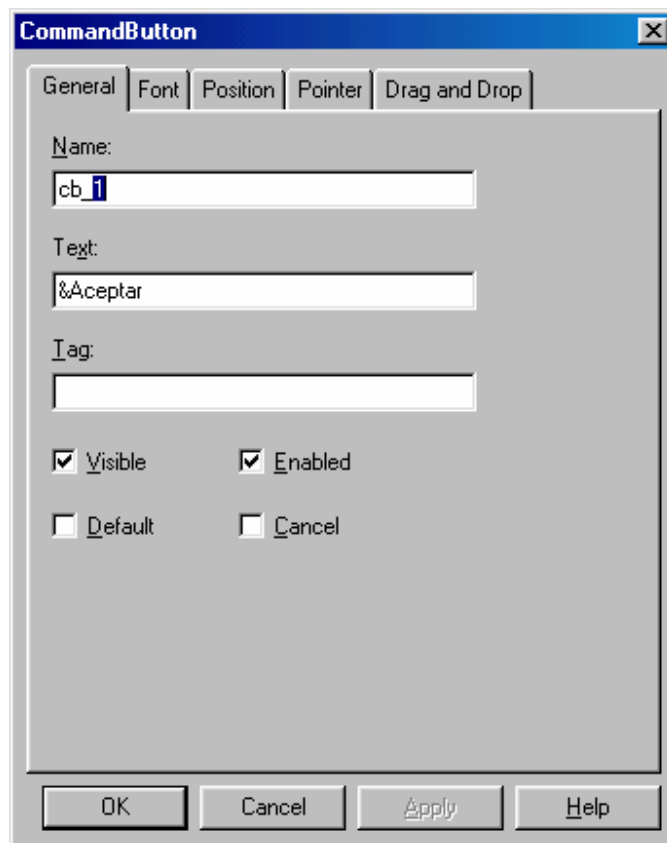 CommandButton
General Font Position Pointer Drag and Drop
Name:
cb_1
Text:
&Aceptar
Tag:
Visible Enabled
Default Cancel
OK Cancel Apply Help